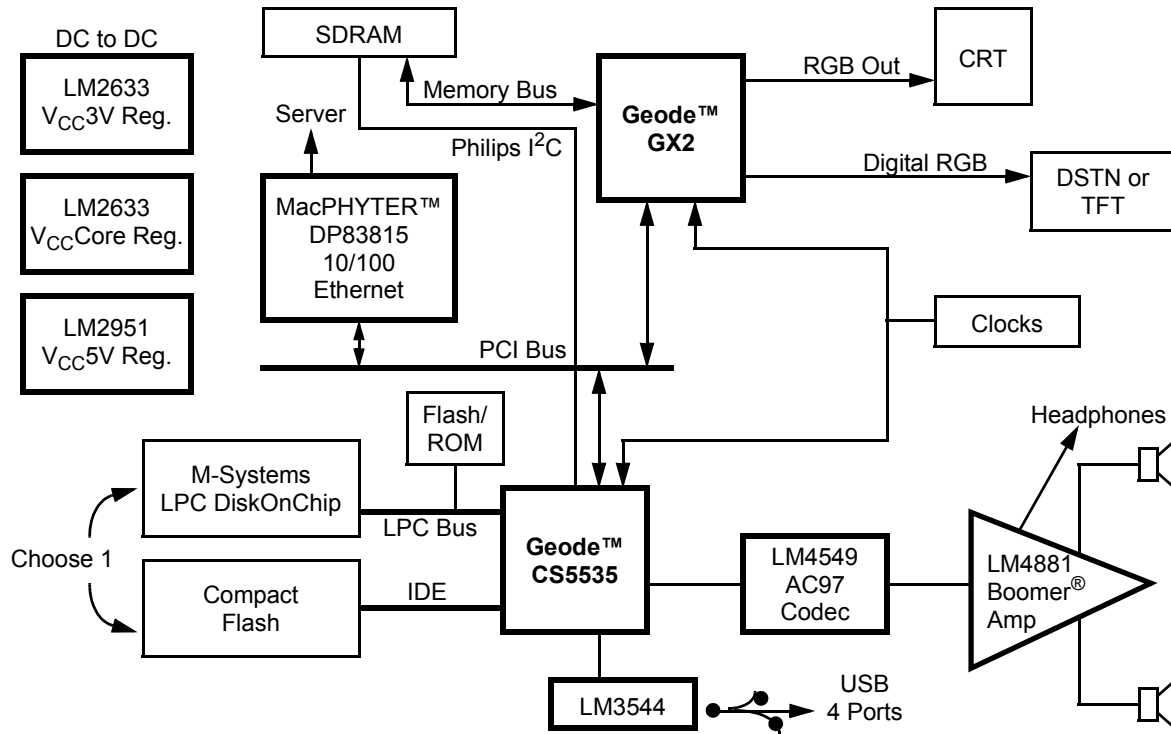 DC to DC
LM2633
VCC3V Reg.
LM2633
VCCCore Reg.
LM2951
VCC5V Reg.
SDRAM
Memory Bus
Server
Philips I²C
MacPHYTER™
DP83815
10/100
Ethernet
PCI Bus
Geode™
GX2
RGB Out
CRT
Digital RGB
DSTN or
TFT
Clocks
Flash/
ROM
M-Systems
LPC DiskOnChip
LPC Bus
Choose 1
Compact
Flash
IDE
Geode™
CS5535
LM4549
AC97
Codec
Headphones
LM4881
Boomer®
Amp
LM3544
USB
4 Ports